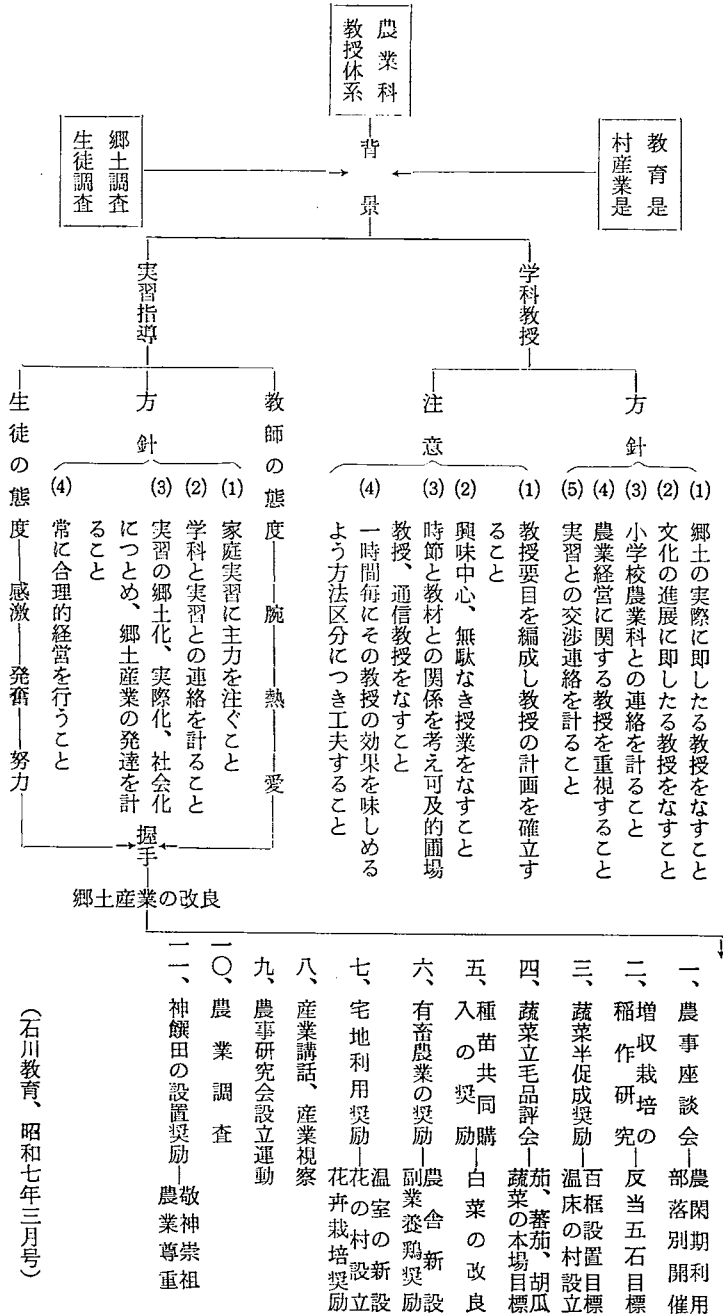 農業科
教授体系
背景
教育是
村産業是
郷土調査
生徒調査
学科教授
方針
(1) 郷土の実際に即したる教授をなすこと
(2) 文化の進展に即したる教授をなすこと
(3) 小学校農業科との連絡を計ること
(4) 農業経営に関する教授を重視すること
(5) 実習との交渉連絡を計ること
注意
(1) 教授要目を編成し教授の計画を確立す
ること
(2) 興味中心、無駄なき授業をなすこと
(3) 時節と教材との関係を考え可及的圃場
教授、通信教授をなすこと
(4) 一時間毎にその教授の効果を味しめる
よう方法区分につき工夫すること
実習指導
教師の態度――腕――熱――愛
方針
(1) 家庭実習に主力を注ぐこと
(2) 学科と実習との連絡を計ること
(3) 実習の郷土化、実際化、社会化
につとめ、郷土産業の発達を計
ること
(4) 常に合理的経営を行うこと
生徒の態度――感激――発奮――努力
握手
郷土産業の改良
一、農事座談会―農閑期利用
部落別開催
二、増収栽培の
稲作研究―反当五石目標
三、蔬菜半促成奨励―百框設置目標
温床の村設立
四、蔬菜立毛品評会―茄、蕃茄、胡瓜
蔬菜の本場目標
五、種苗共同購
入の奨励―白菜の改良
六、有畜農業の奨励―農舎新設
副業養鶏奨励
七、宅地利用奨励―温室の新設
花の村設立
花卉栽培奨励
八、産業講話、産業視察
九、農事研究会設立運動
一〇、農業調査
一一、神饌田の設置奨励―敬神崇祖
農業尊重
（石川教育、昭和七年三月号）